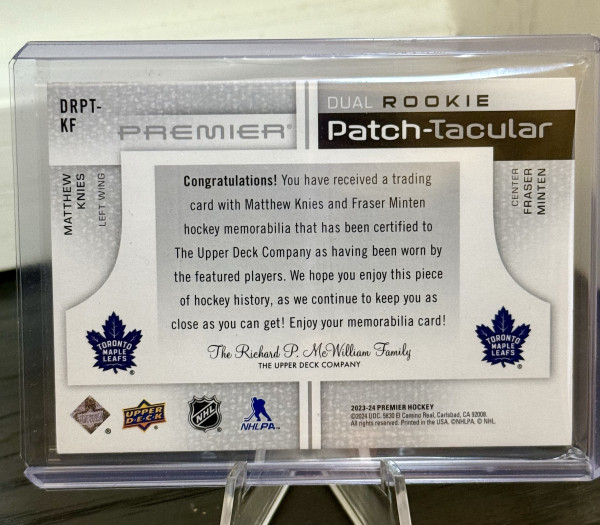 DRPT-
KF
PREMIER®
DUAL ROOKIE
Patch-Tacular
MATTHEW
KNIES
LEFT WING
CENTER
FRASER
MINTEN
Congratulations! You have received a trading
card with Matthew Knies and Fraser Minten
hockey memorabilia that has been certified to
The Upper Deck Company as having been worn by
the featured players. We hope you enjoy this piece
of hockey history, as we continue to keep you as
close as you can get! Enjoy your memorabilia card!
The Richard P. McWilliam Family
THE UPPER DECK COMPANY
TORONTO
MAPLE
LEAFS
®
TORONTO
MAPLE
LEAFS
®
®
UPPER
DECK
NHL
NHLPA
2023-24 PREMIER HOCKEY
©2024 UDC. 5830 El Camino Real, Carlsbad, CA 92008.
All rights reserved. Printed in the USA. ©NHLPA. © NHL.